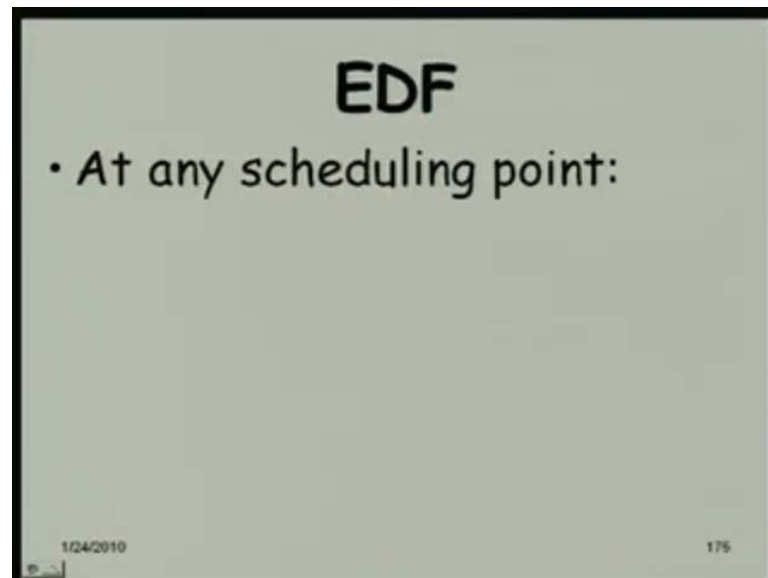 EDF
• At any scheduling point:
1/24/2010
175